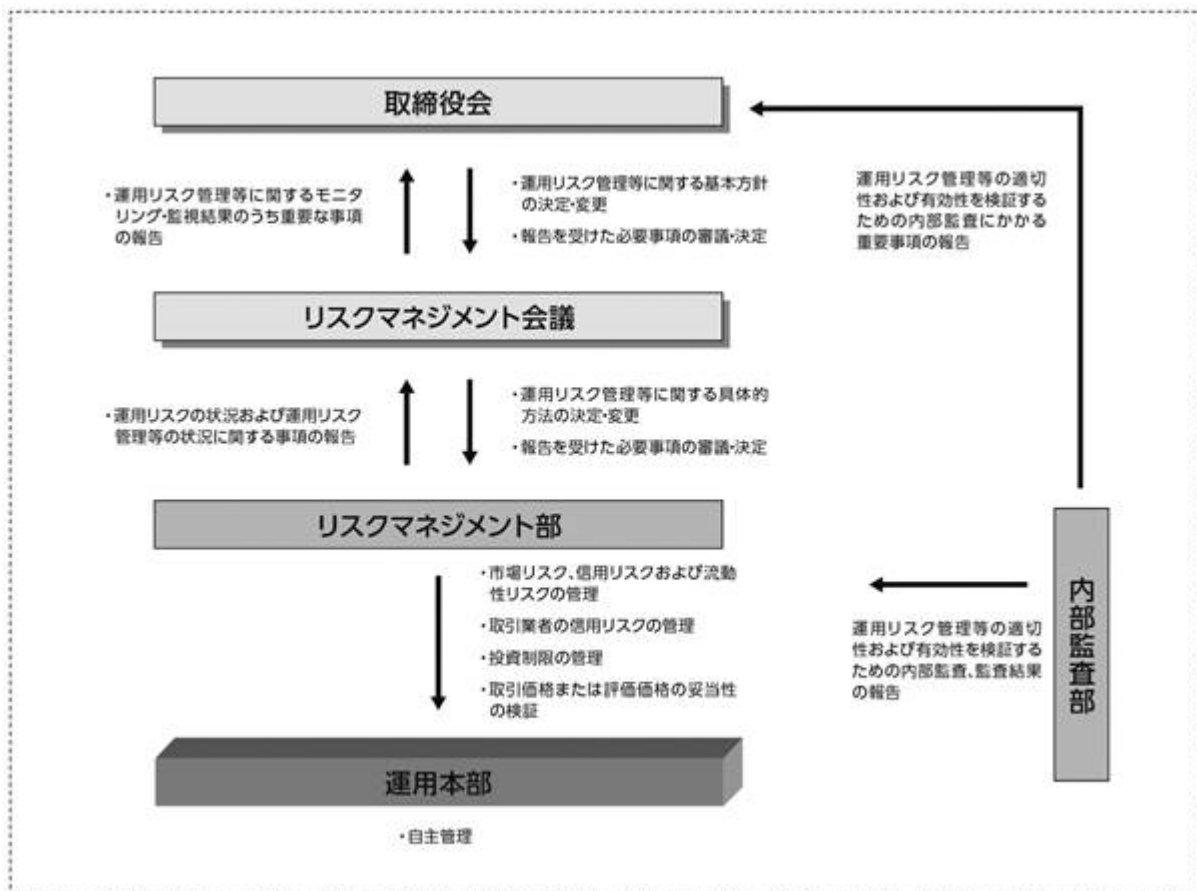 取締役会
・運用リスク管理等に関するモニタ
リング・監視結果のうち重要な事項
の報告
・運用リスク管理等に関する基本方針
の決定・変更
・報告を受けた必要事項の審議・決定
運用リスク管理等の適切
性および有効性を検証す
るための内部監査にかかる
重要事項の報告
リスクマネジメント会議
・運用リスクの状況および運用リスク
管理等の状況に関する事項の報告
・運用リスク管理等に関する具体的
方法の決定・変更
・報告を受けた必要事項の審議・決定
リスクマネジメント部
・市場リスク、信用リスクおよび流動
性リスクの管理
・取引業者の信用リスクの管理
・投資制限の管理
・取引価格または評価価格の妥当性
の検証
運用リスク管理等の適切
性および有効性を検証する
ための内部監査、監査結果
の報告
内部監査部
運用本部
・自主管理